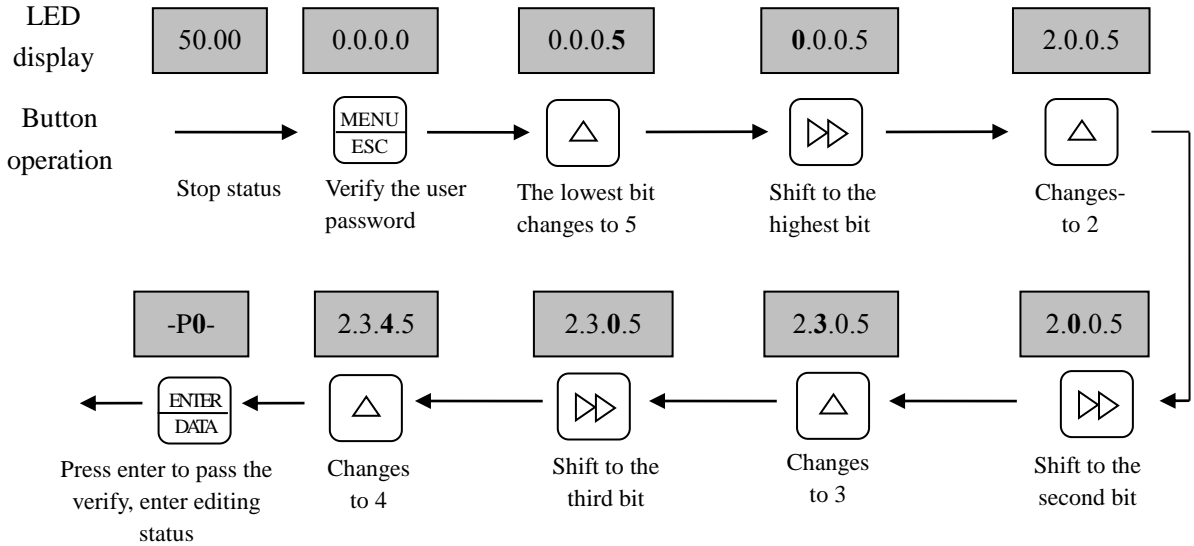 LED
display
50.00
0.0.0.0
0.0.0.5
0.0.0.5
2.0.0.5
Button
operation
MENU
ESC
Stop status
Verify the user
password
The lowest bit
changes to 5
Shift to the
highest bit
Changes-
to 2
-P0-
2.3.4.5
2.3.0.5
2.3.0.5
2.0.0.5
ENTER
DATA
Press enter to pass the
verify, enter editing
status
Changes
to 4
Shift to the
third bit
Changes
to 3
Shift to the
second bit